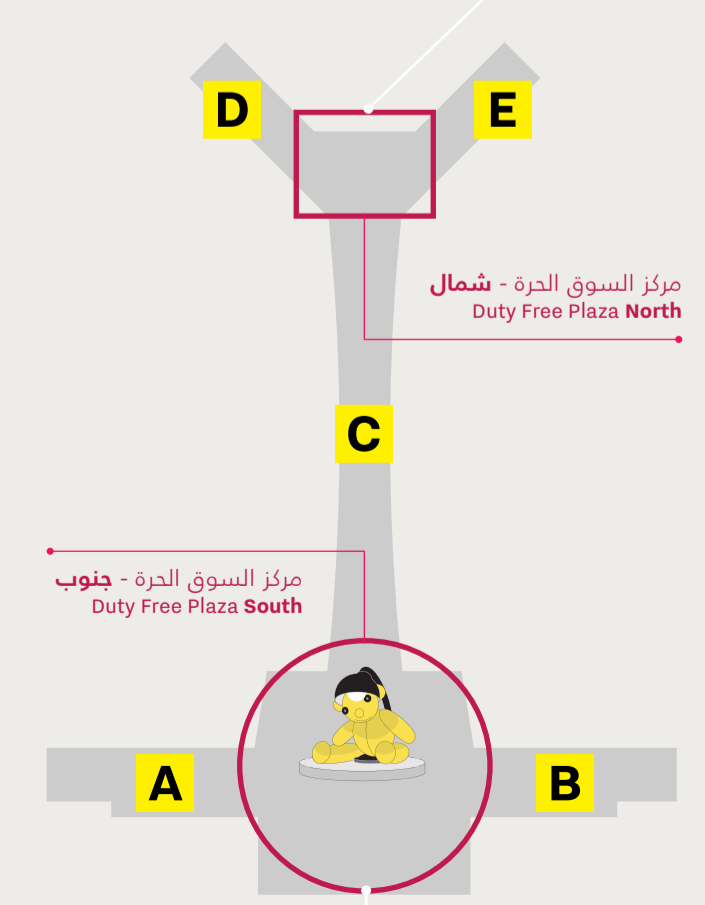 D
E
مركز السوق الحرة - شمال
Duty Free Plaza North
C
مركز السوق الحرة - جنوب
Duty Free Plaza South
A
B